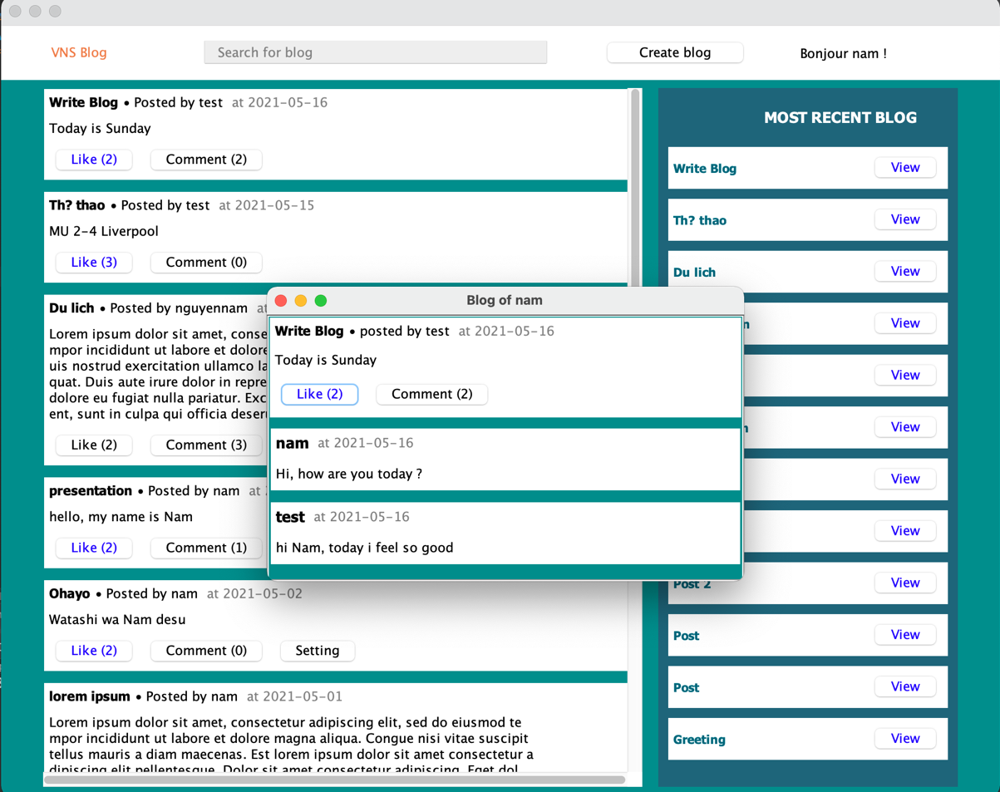 VNS Blog
Search for blog
Create blog
Bonjour nam !
Write Blog • Posted by test at 2021-05-16
Today is Sunday
Like (2)
Comment (2)
Th? thao • Posted by test at 2021-05-15
MU 2-4 Liverpool
Like (3)
Comment (0)
Du lich • Posted by nguyennam
Lorem ipsum dolor sit amet,
mpor incididunt ut labore et dolore
uis nostrud exercitation ullamco
quat. Duis aute irure dolor in
dolore eu fugiat nulla pariatur.
ent, sunt in culpa qui officia
Like (2)
Comment (3)
presentation • Posted by nam at
hello, my name is Nam
Like (2)
Comment (1)
Ohayo • Posted by nam at 2021-05-02
Watashi wa Nam desu
Like (2)
Comment (0)
Setting
lorem ipsum • Posted by nam at 2021-05-01
Lorem ipsum dolor sit amet, consectetur adipiscing elit, sed do eiusmod te
mpor incididunt ut labore et dolore magna aliqua. Congue nisi vitae suscipit
tellus mauris a diam maecenas. Est lorem ipsum dolor sit amet consectetur a
dipiscing elit pellentesque. Dolor sit amet consectetur adipiscing. Eget dol
Blog of nam
Write Blog • posted by test at 2021-05-16
Today is Sunday
Like (2)
Comment (2)
nam at 2021-05-16
Hi, how are you today ?
test at 2021-05-16
hi Nam, today i feel so good
MOST RECENT BLOG
Write Blog
View
Th? thao
View
Du lich
View
View
View
View
View
View
Post 2
View
Post
View
Post
View
Greeting
View